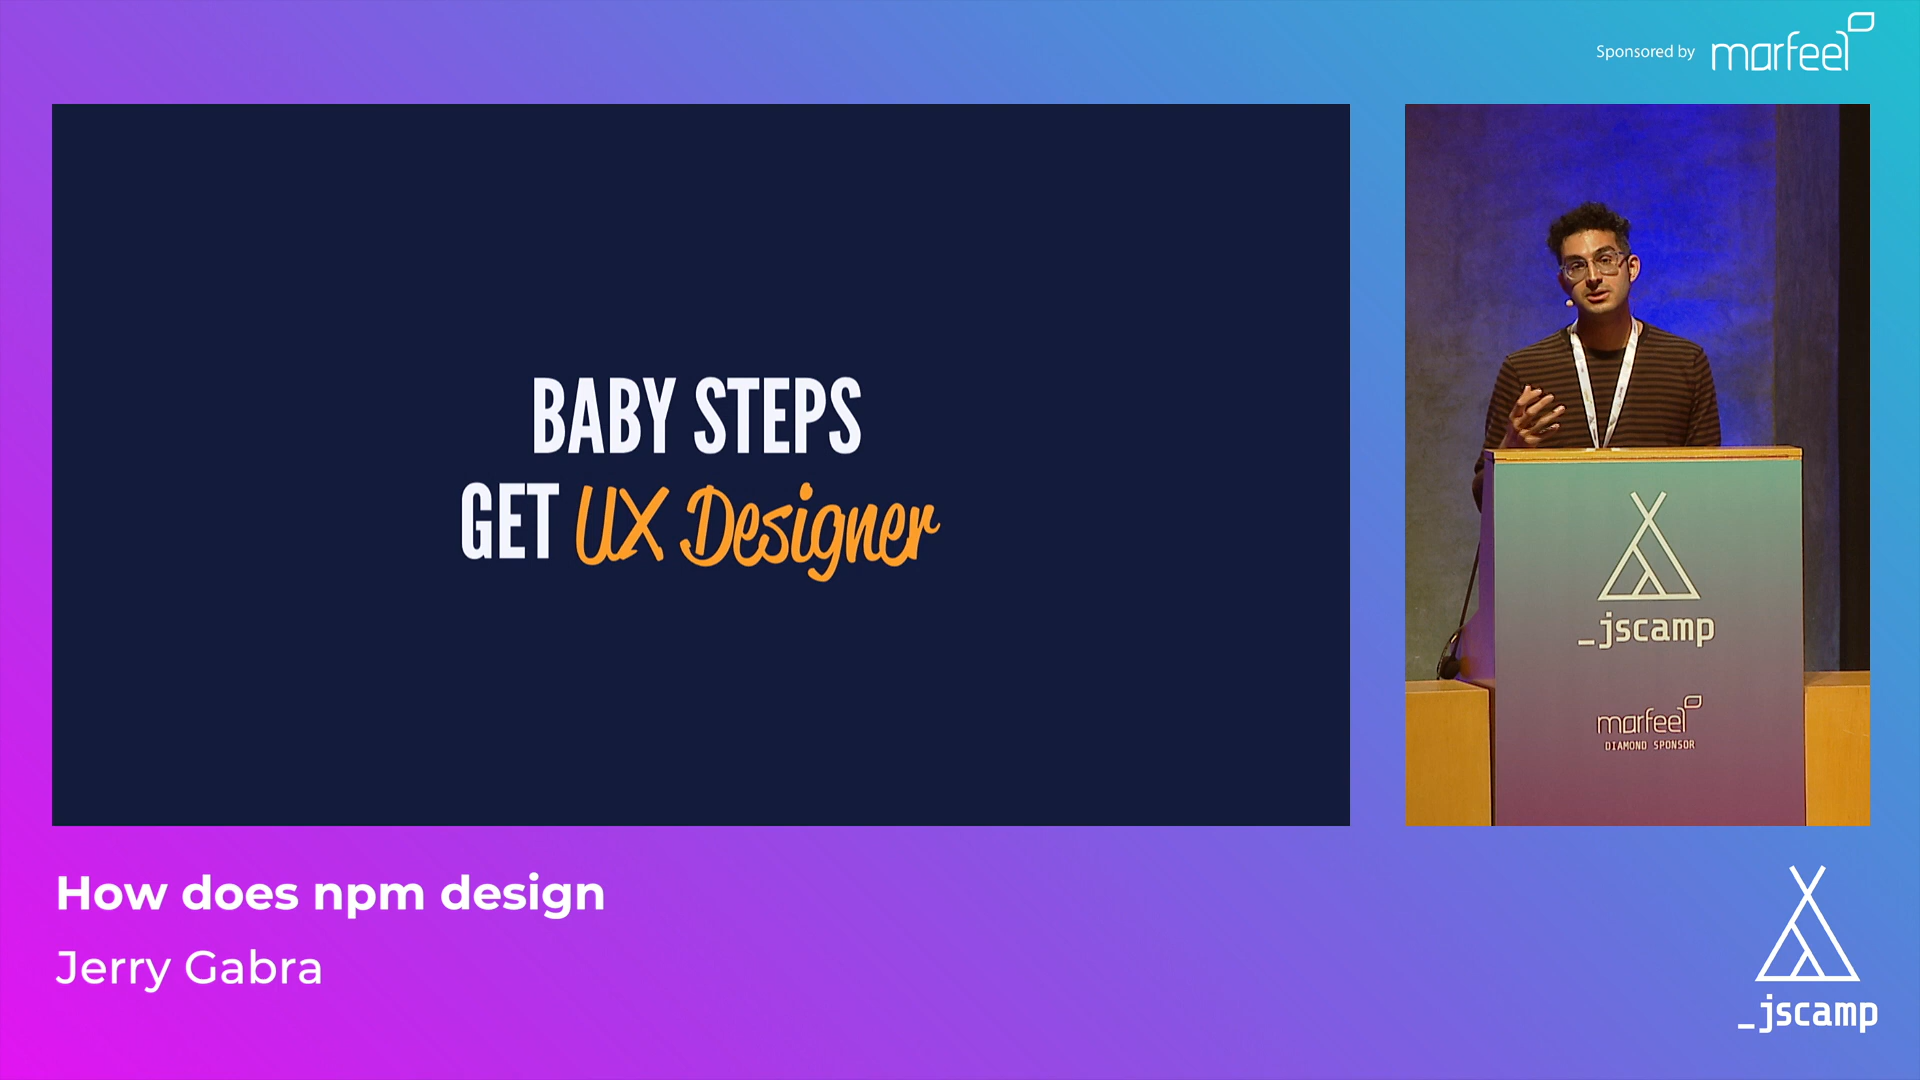 Sponsored by marfeel
BABY STEPS
GET UX Designer
_jscamp
marfeel
DIAMOND SPONSOR
How does npm design
Jerry Gabra
_jscamp